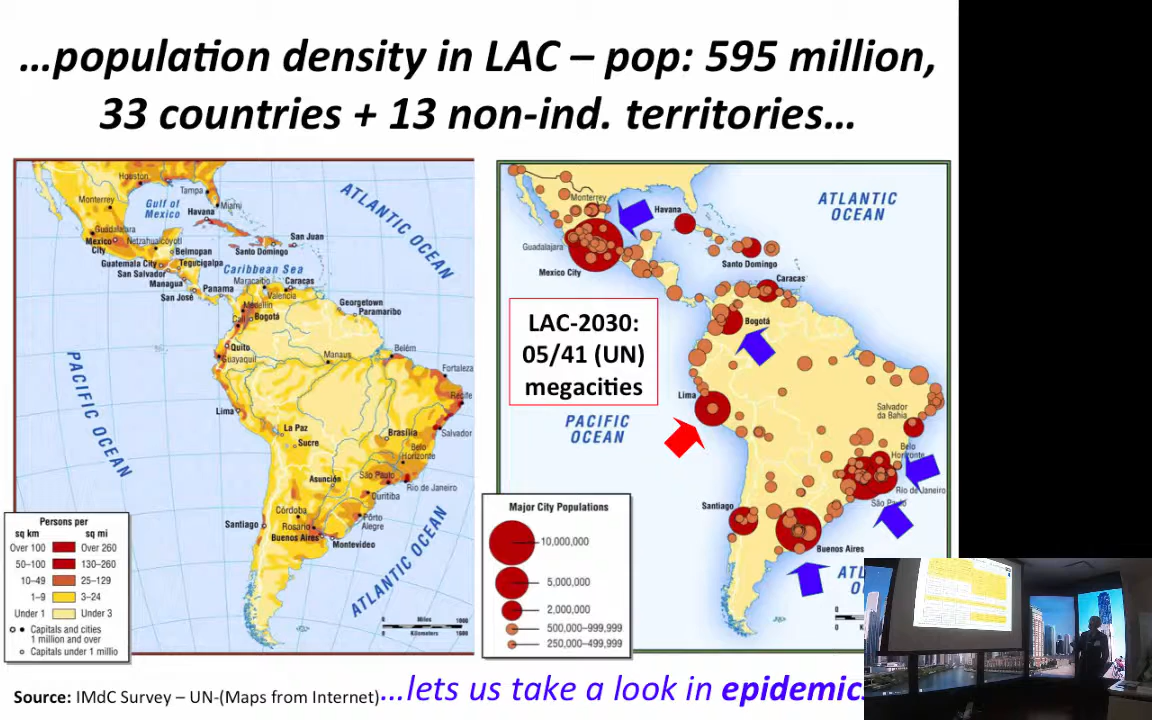 ...population density in LAC – pop: 595 million,
33 countries + 13 non-ind. territories...
Houston
Tampa
Monterrey
Miami
Gulf of
Mexico
Havana
ATLANTIC
OCEAN
Guadalajara
Mexico
City
Netzahualcoyotl
Belmopan
San Juan
Santo Domingo
Guatemala City
Tegucigalpa
San Salvador
Caribbean Sea
Managua
Maracaibo
Caracas
San José
Panama
Valencia
Medellín
Georgetown
Paramaribo
Cali
Bogotá
Quito
Guayaquil
Manaus
Belém
Fortaleza
Recife
PACIFIC
OCEAN
Lima
La Paz
Sucre
Brasília
Salvador
Belo
Horizonte
Asunción
São Paulo
Rio de Janeiro
Curitiba
Santiago
Córdoba
Rosario
Pôrto
Alegre
Buenos Aires
Montevideo
ATLANTIC
OCEAN
Persons per
sq km sq mi
Over 100 Over 260
50–100 130–260
10–49 25–129
1–9 3–24
Under 1 Under 3
Capitals and cities
1 million and over
Capitals under 1 millio
Miles
Kilometers
Monterrey
Havana
ATLANTIC
OCEAN
Guadalajara
Mexico City
Santo Domingo
Caracas
Bogotá
LAC-2030:
05/41 (UN)
megacities
Lima
PACIFIC
OCEAN
Salvador
da Bahia
Belo
Horizonte
Rio de Janeiro
São Paulo
Santiago
Buenos Aires
ATL
O
Major City Populations
10,000,000
5,000,000
2,000,000
500,000–999,999
250,000–499,999
Source: IMdC Survey – UN-(Maps from Internet)
...lets us take a look in epidemic